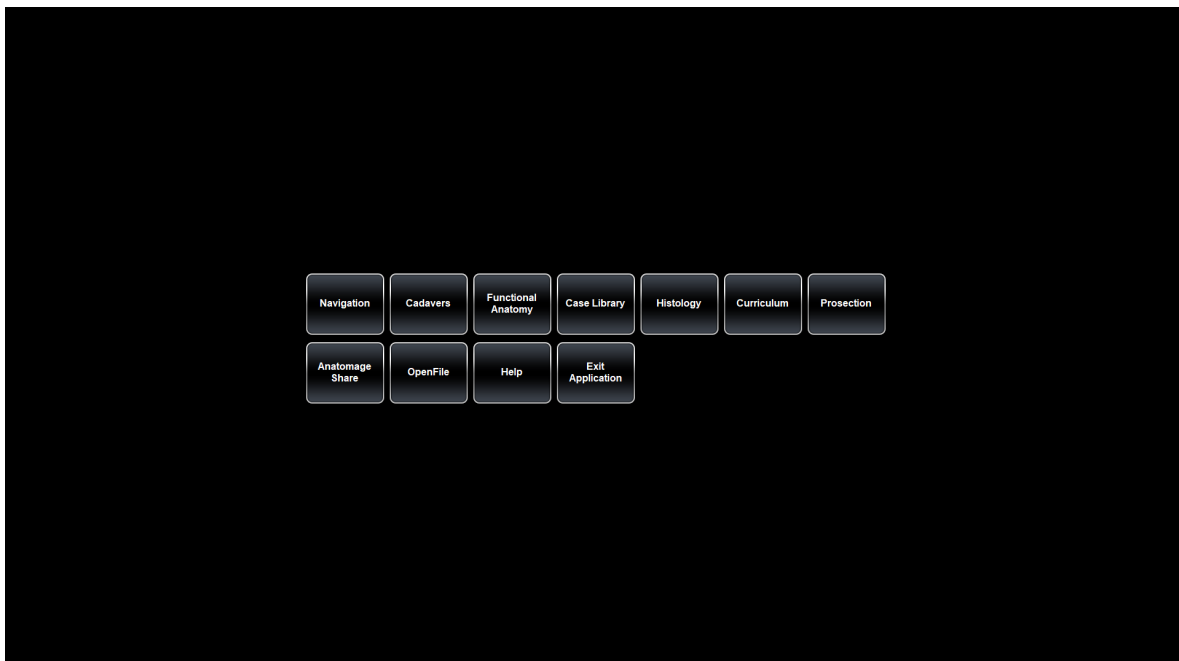 Navigation
Cadavers
Functional
Anatomy
Case Library
Histology
Curriculum
Prosection
Anatomage
Share
OpenFile
Help
Exit
Application